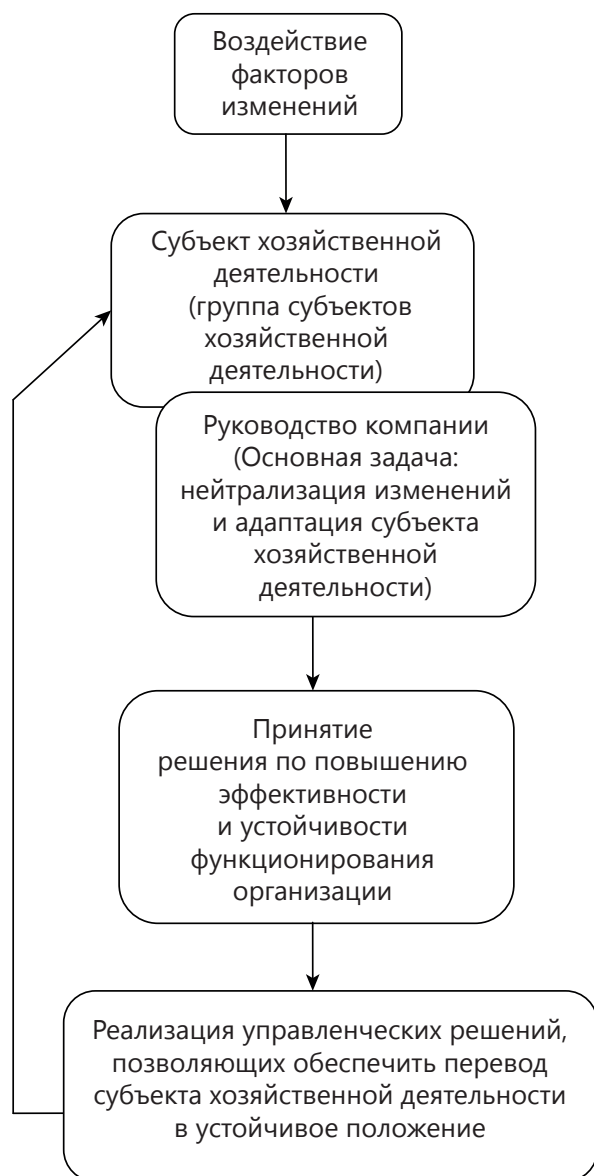 Воздействие
факторов
изменений
Субъект хозяйственной
деятельности
(группа субъектов
хозяйственной
деятельности)
Руководство компании
(Основная задача:
нейтрализация изменений
и адаптация субъекта
хозяйственной
деятельности)
Принятие
решения по повышению
эффективности
и устойчивости
функционирования
организации
Реализация управленческих решений,
позволяющих обеспечить перевод
субъекта хозяйственной деятельности
в устойчивое положение